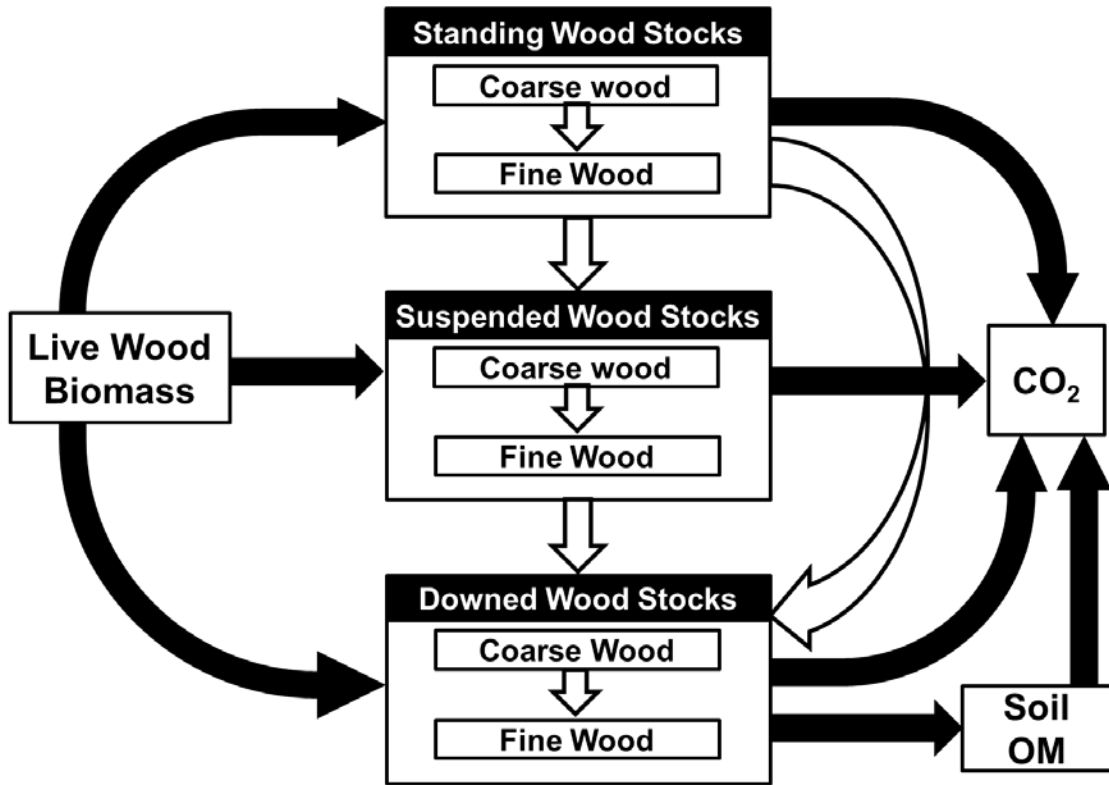 Standing Wood Stocks
Coarse wood
Fine Wood
Suspended Wood Stocks
Coarse wood
Fine Wood
Live Wood
Biomass
CO₂
Downed Wood Stocks
Coarse Wood
Fine Wood
Soil
OM